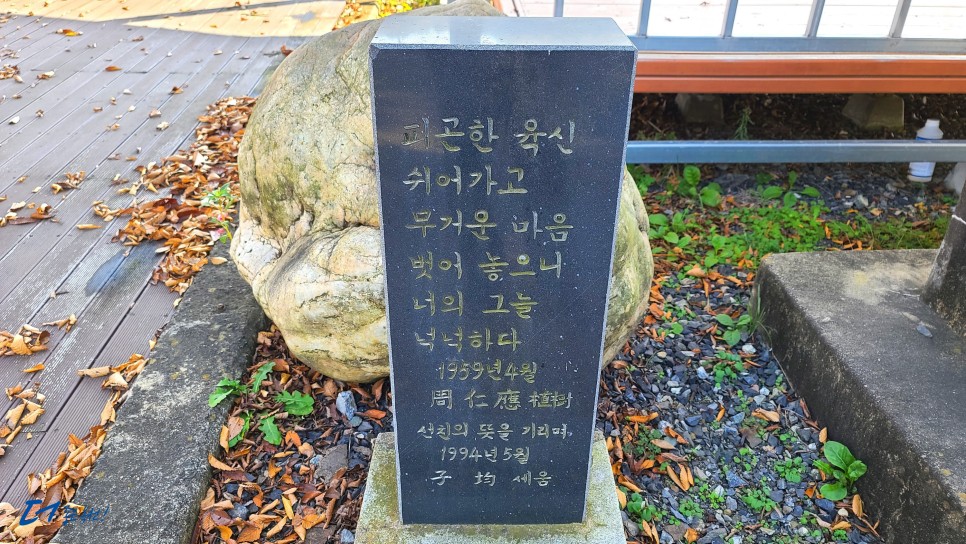 피곤한 육신
쉬어가고
무거운 마음
벗어 놓으니
너의 그늘
넉넉하다
1959년 4월
周仁應 植樹
선친의 뜻을 기리며,
1994년 5월
子 均 세움